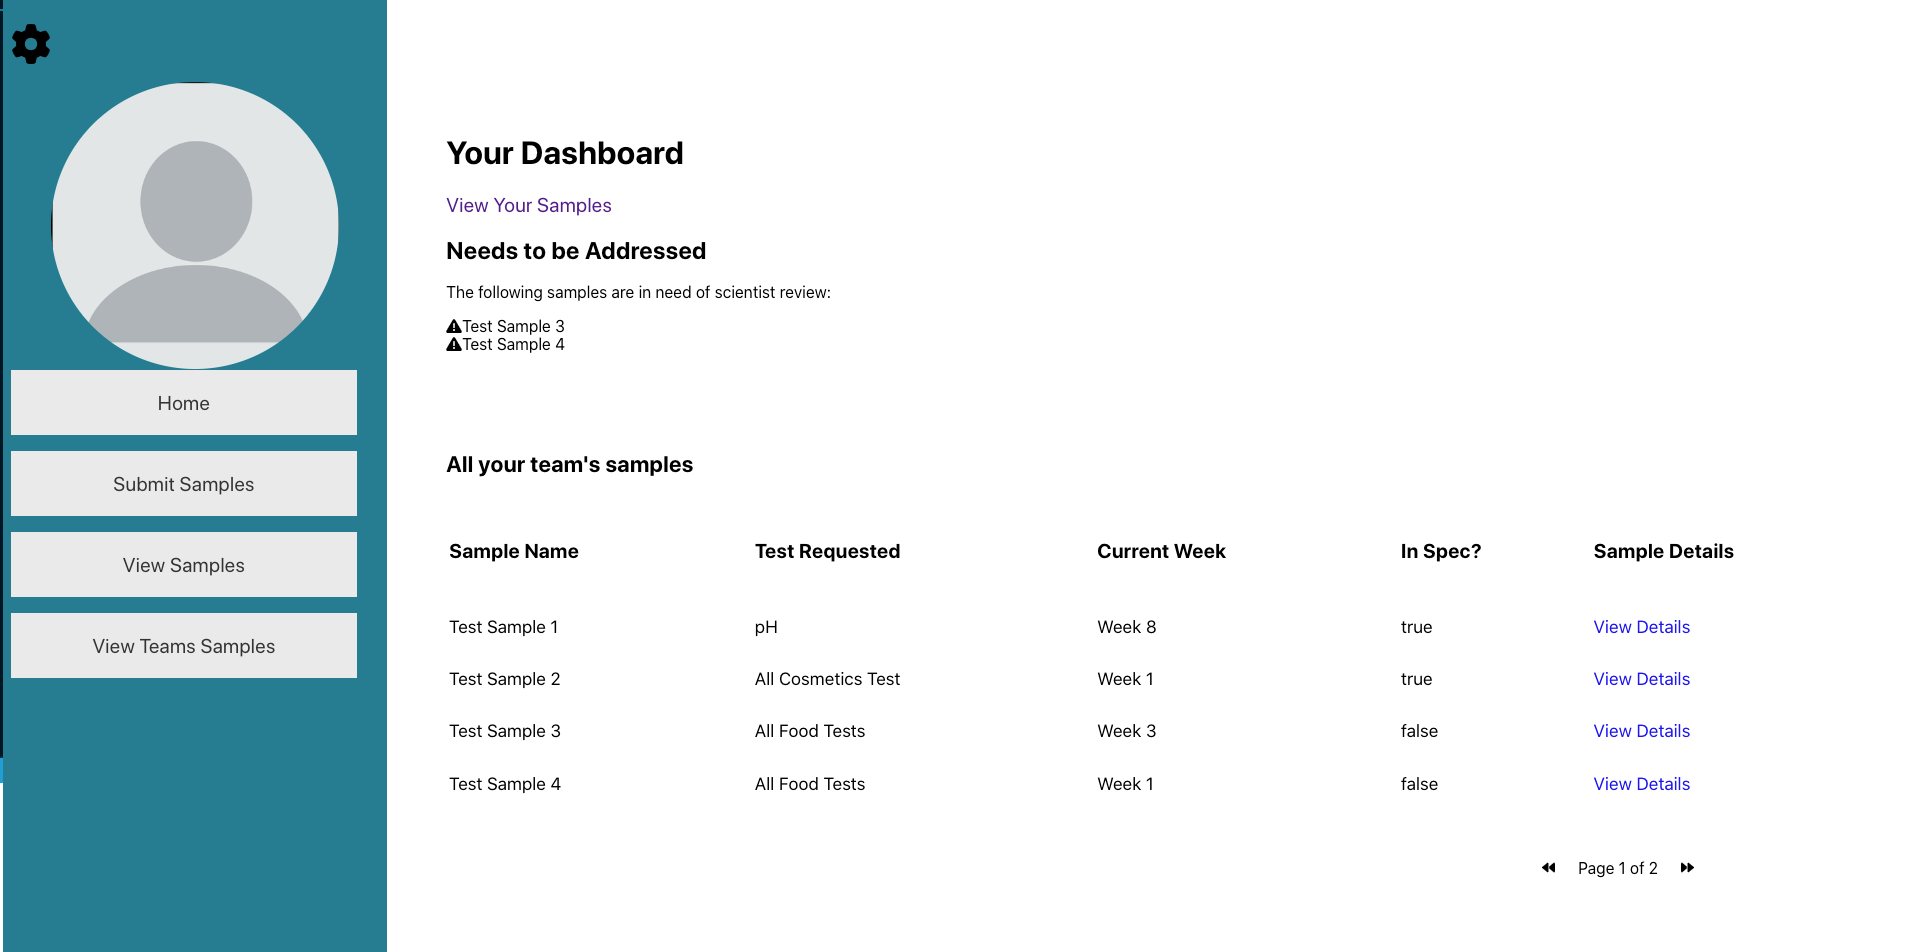 Home
Submit Samples
View Samples
View Teams Samples
Your Dashboard
View Your Samples
Needs to be Addressed
The following samples are in need of scientist review:
Test Sample 3
Test Sample 4
All your team's samples
Sample Name Test Requested Current Week In Spec? Sample Details
Test Sample 1 pH Week 8 true View Details
Test Sample 2 All Cosmetics Test Week 1 true View Details
Test Sample 3 All Food Tests Week 3 false View Details
Test Sample 4 All Food Tests Week 1 false View Details
Page 1 of 2